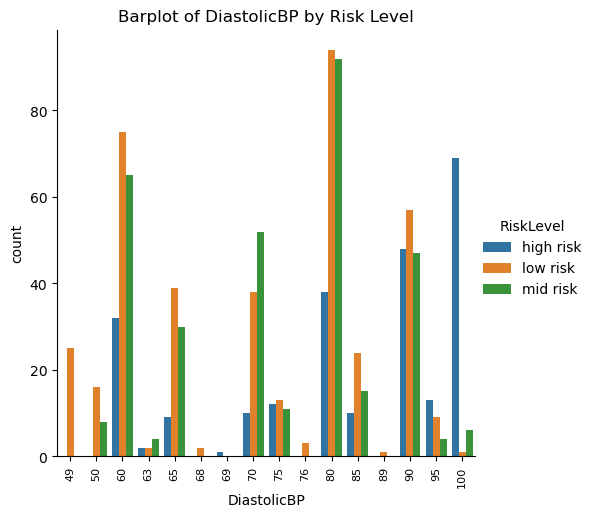 Barplot of DiastolicBP by Risk Level
80
60
40
20
0
count
49 50 60 63 65 68 69 70 75 76 80 85 89 90 95 100
DiastolicBP
RiskLevel
high risk
low risk
mid risk